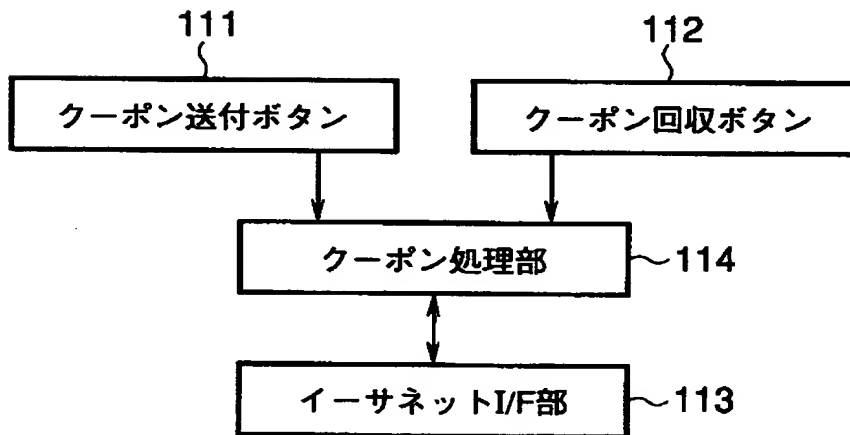 111
112
クーポン送付ボタン
クーポン回収ボタン
クーポン処理部
114
イーサネットI/F部
113